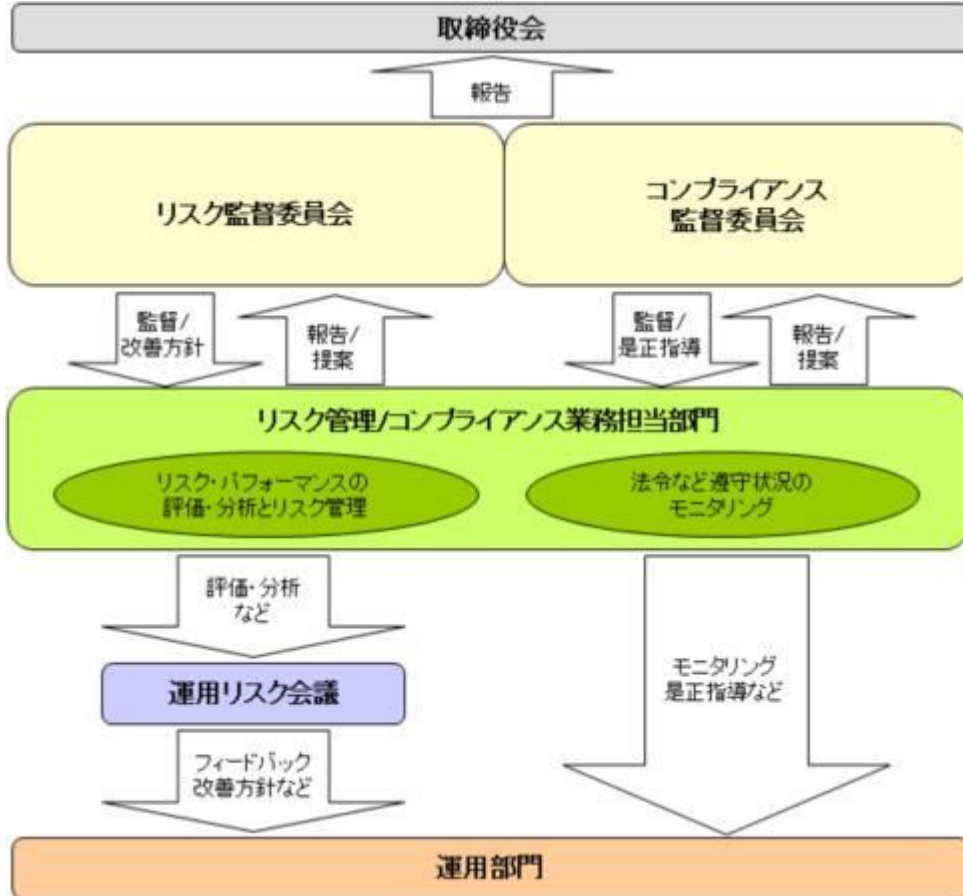 取締役会
報告
リスク監督委員会
コンプライアンス
監督委員会
監督/
改善方針
報告/
提案
監督/
是正指導
報告/
提案
リスク管理/コンプライアンス業務担当部門
リスク・パフォーマンスの
評価・分析とリスク管理
法令など遵守状況の
モニタリング
評価・分析
など
運用リスク会議
モニタリング
是正指導など
フィードバック
改善方針など
運用部門